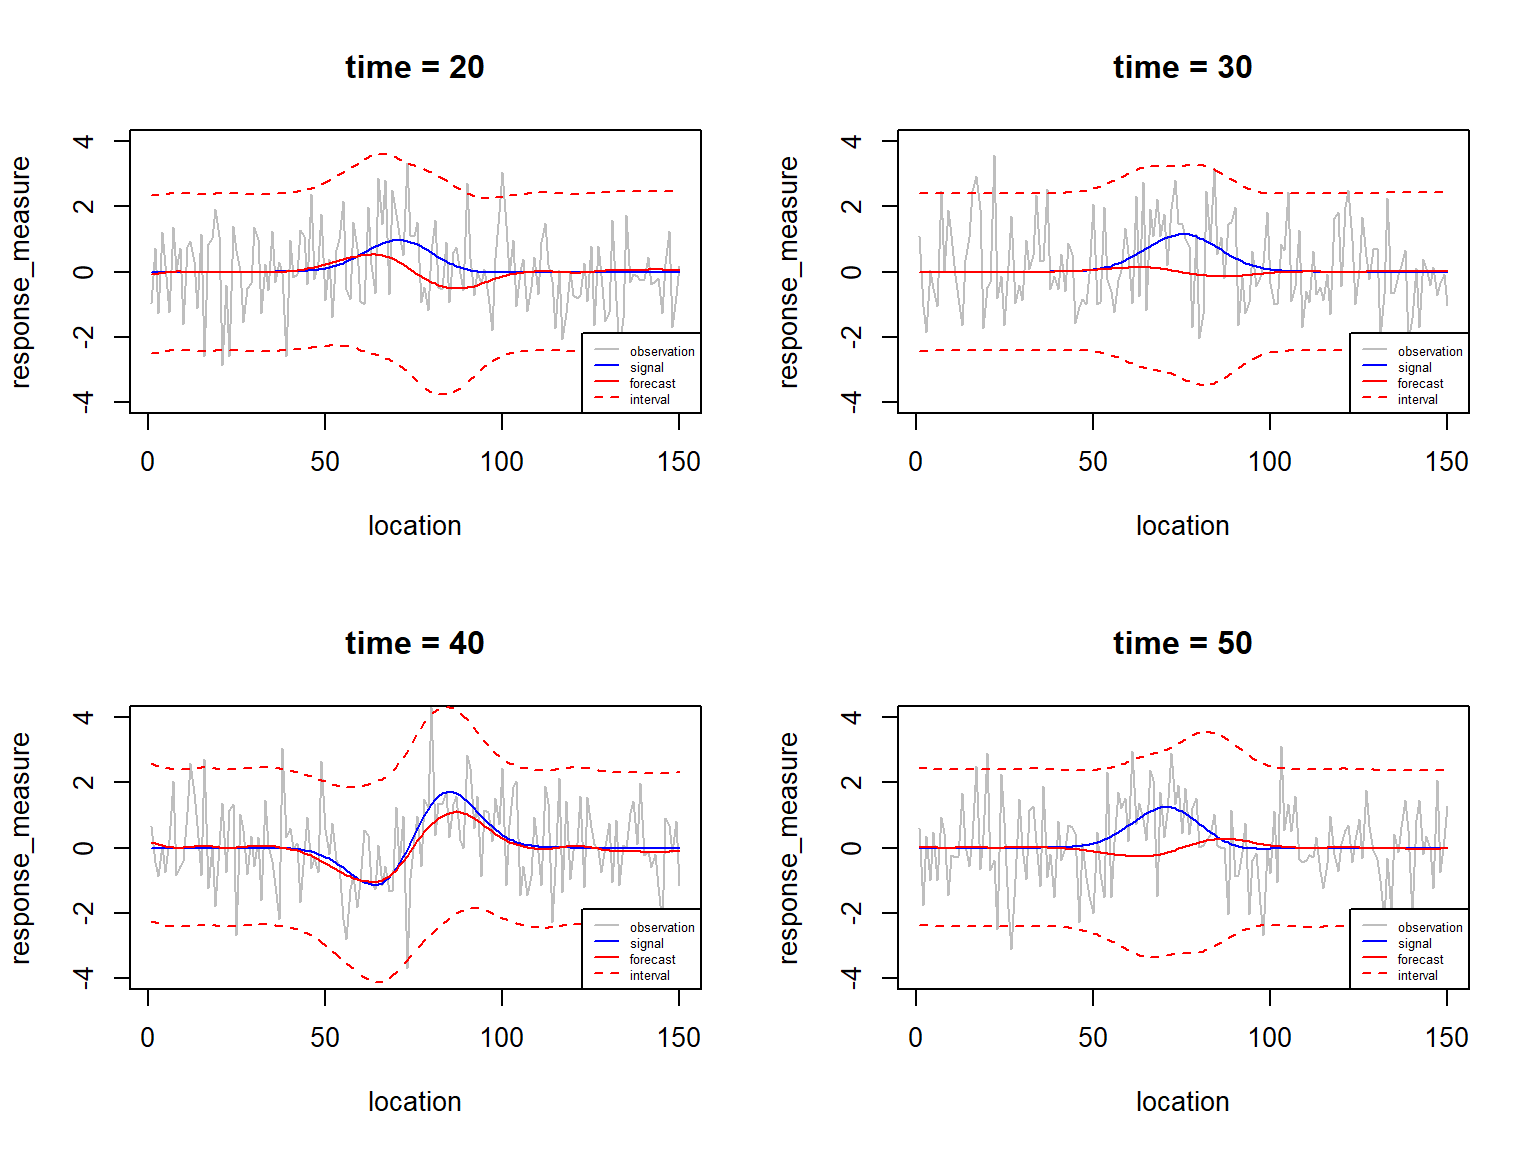 time = 20
response_measure
4
2
0
-2
-4
observation
signal
forecast
interval
0 50 100 150
location
time = 30
response_measure
4
2
0
-2
-4
observation
signal
forecast
interval
0 50 100 150
location
time = 40
response_measure
4
2
0
-2
-4
observation
signal
forecast
interval
0 50 100 150
location
time = 50
response_measure
4
2
0
-2
-4
observation
signal
forecast
interval
0 50 100 150
location